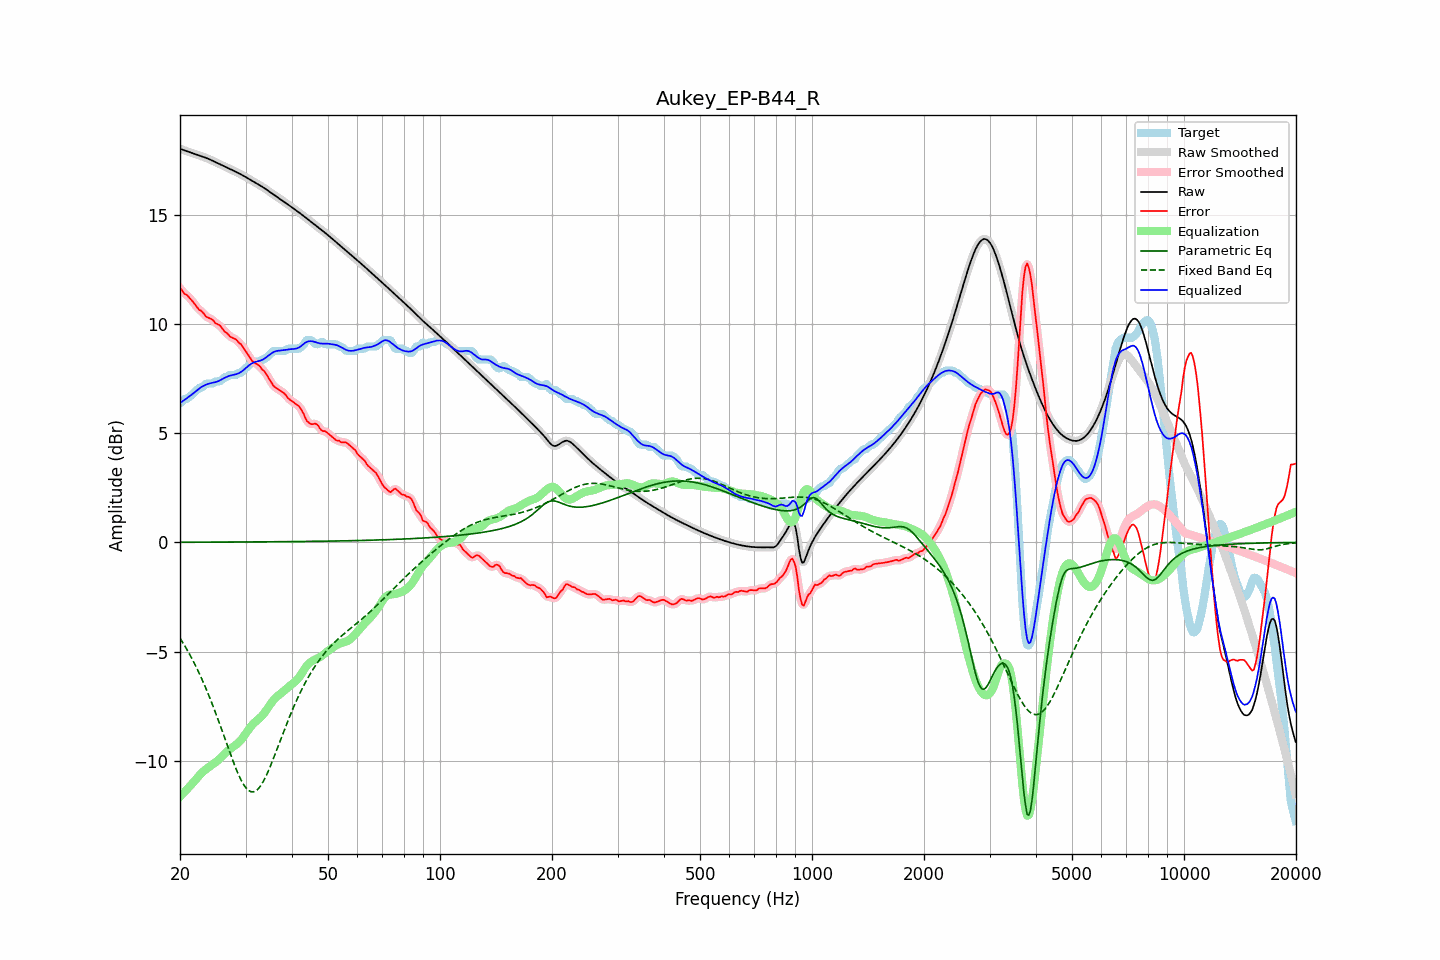 Aukey_EP-B44_R
Target
Raw Smoothed
Error Smoothed
Raw
Error
Equalization
Parametric Eq
Fixed Band Eq
Equalized
Amplitude (dBr)
15
10
5
0
−5
−10
20
50
100
200
500
1000
2000
5000
10000
20000
Frequency (Hz)